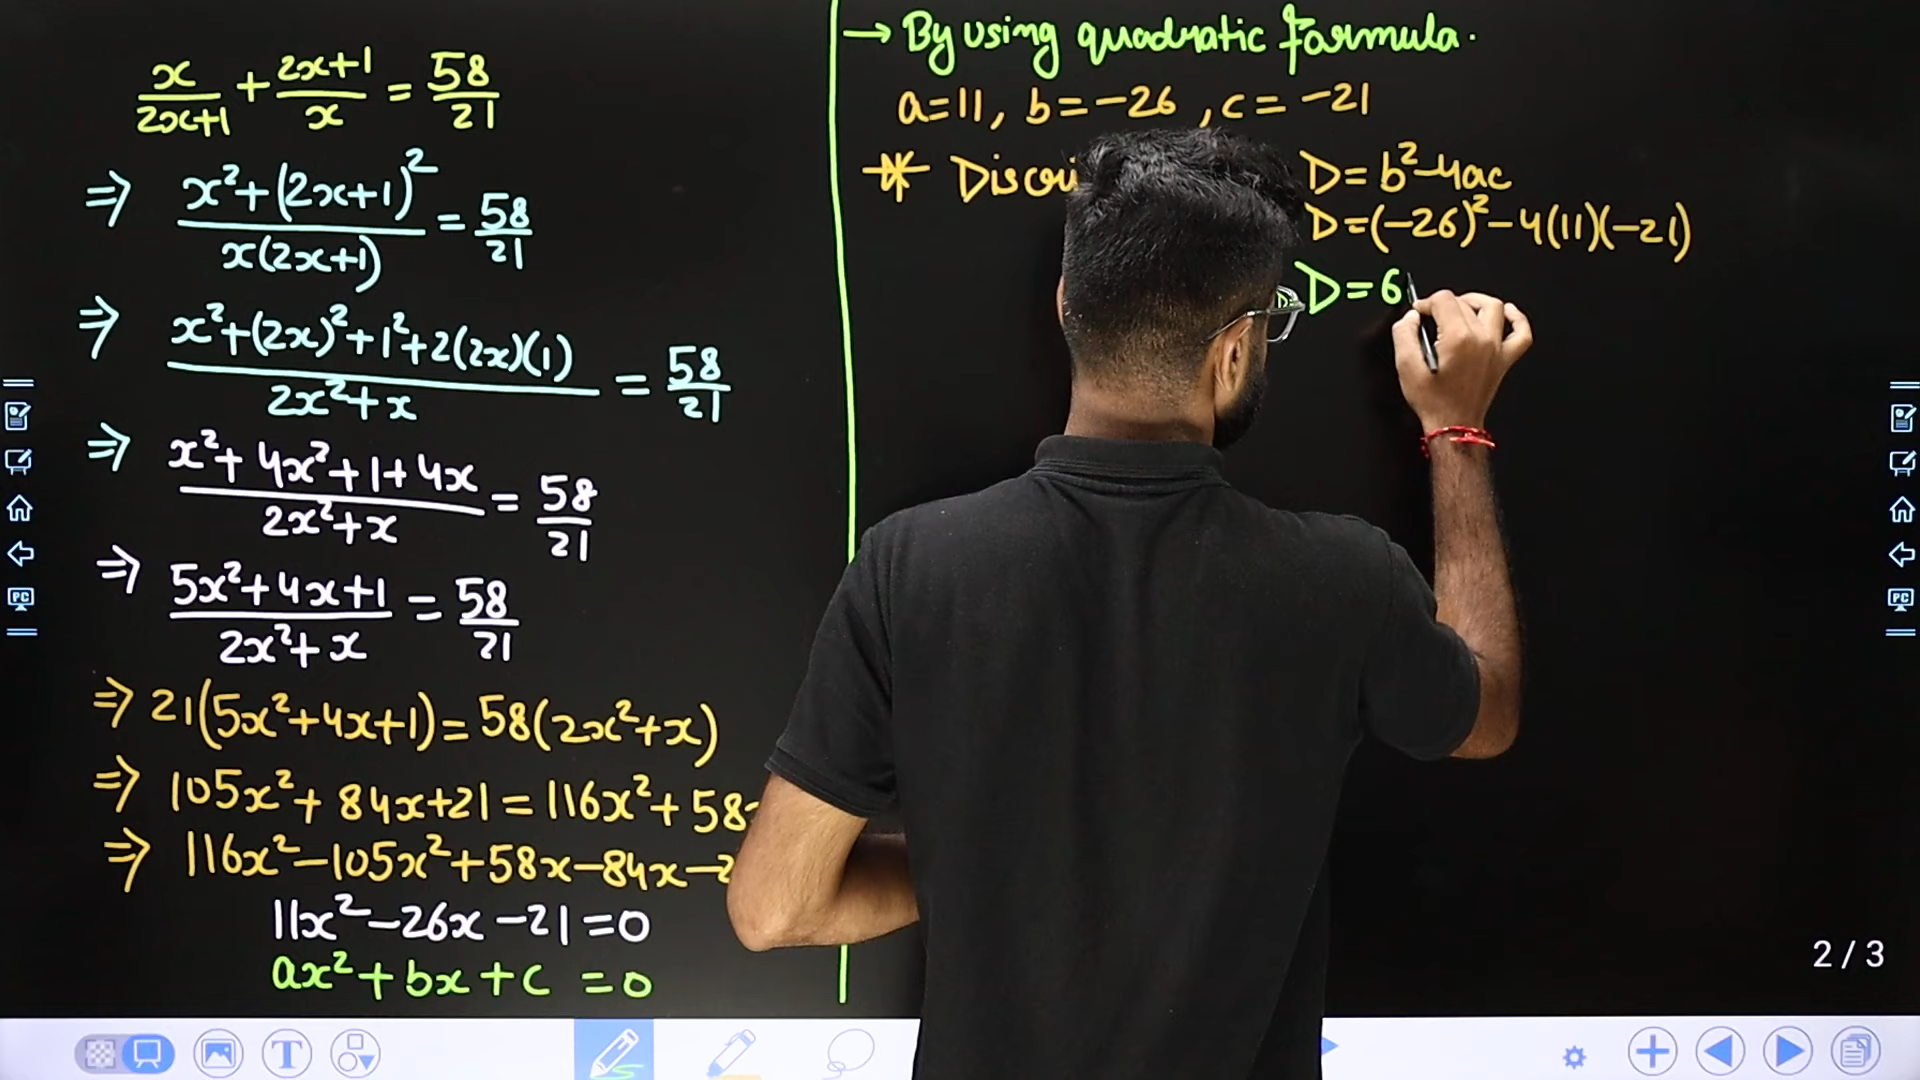 x/(2x+1) + (2x+1)/x = 58/21
⇒ (x²+(2x+1)²)/(x(2x+1)) = 58/21
⇒ (x²+(2x)²+1²+2(2x)(1))/(2x²+x) = 58/21
⇒ (x²+4x²+1+4x)/(2x²+x) = 58/21
⇒ (5x²+4x+1)/(2x²+x) = 58/21
⇒ 21(5x²+4x+1)=58(2x²+x)
⇒ 105x²+84x+21=116x²+58
⇒ 116x²-105x²+58x-84x-2
11x²-26x-21=0
ax²+bx+c=0
→ By using quadratic formula.
a=11, b=-26, c=-21
* D=b²-4ac
D=(-26)²-4(11)(-21)
D=6
2/3
T
PC
PC